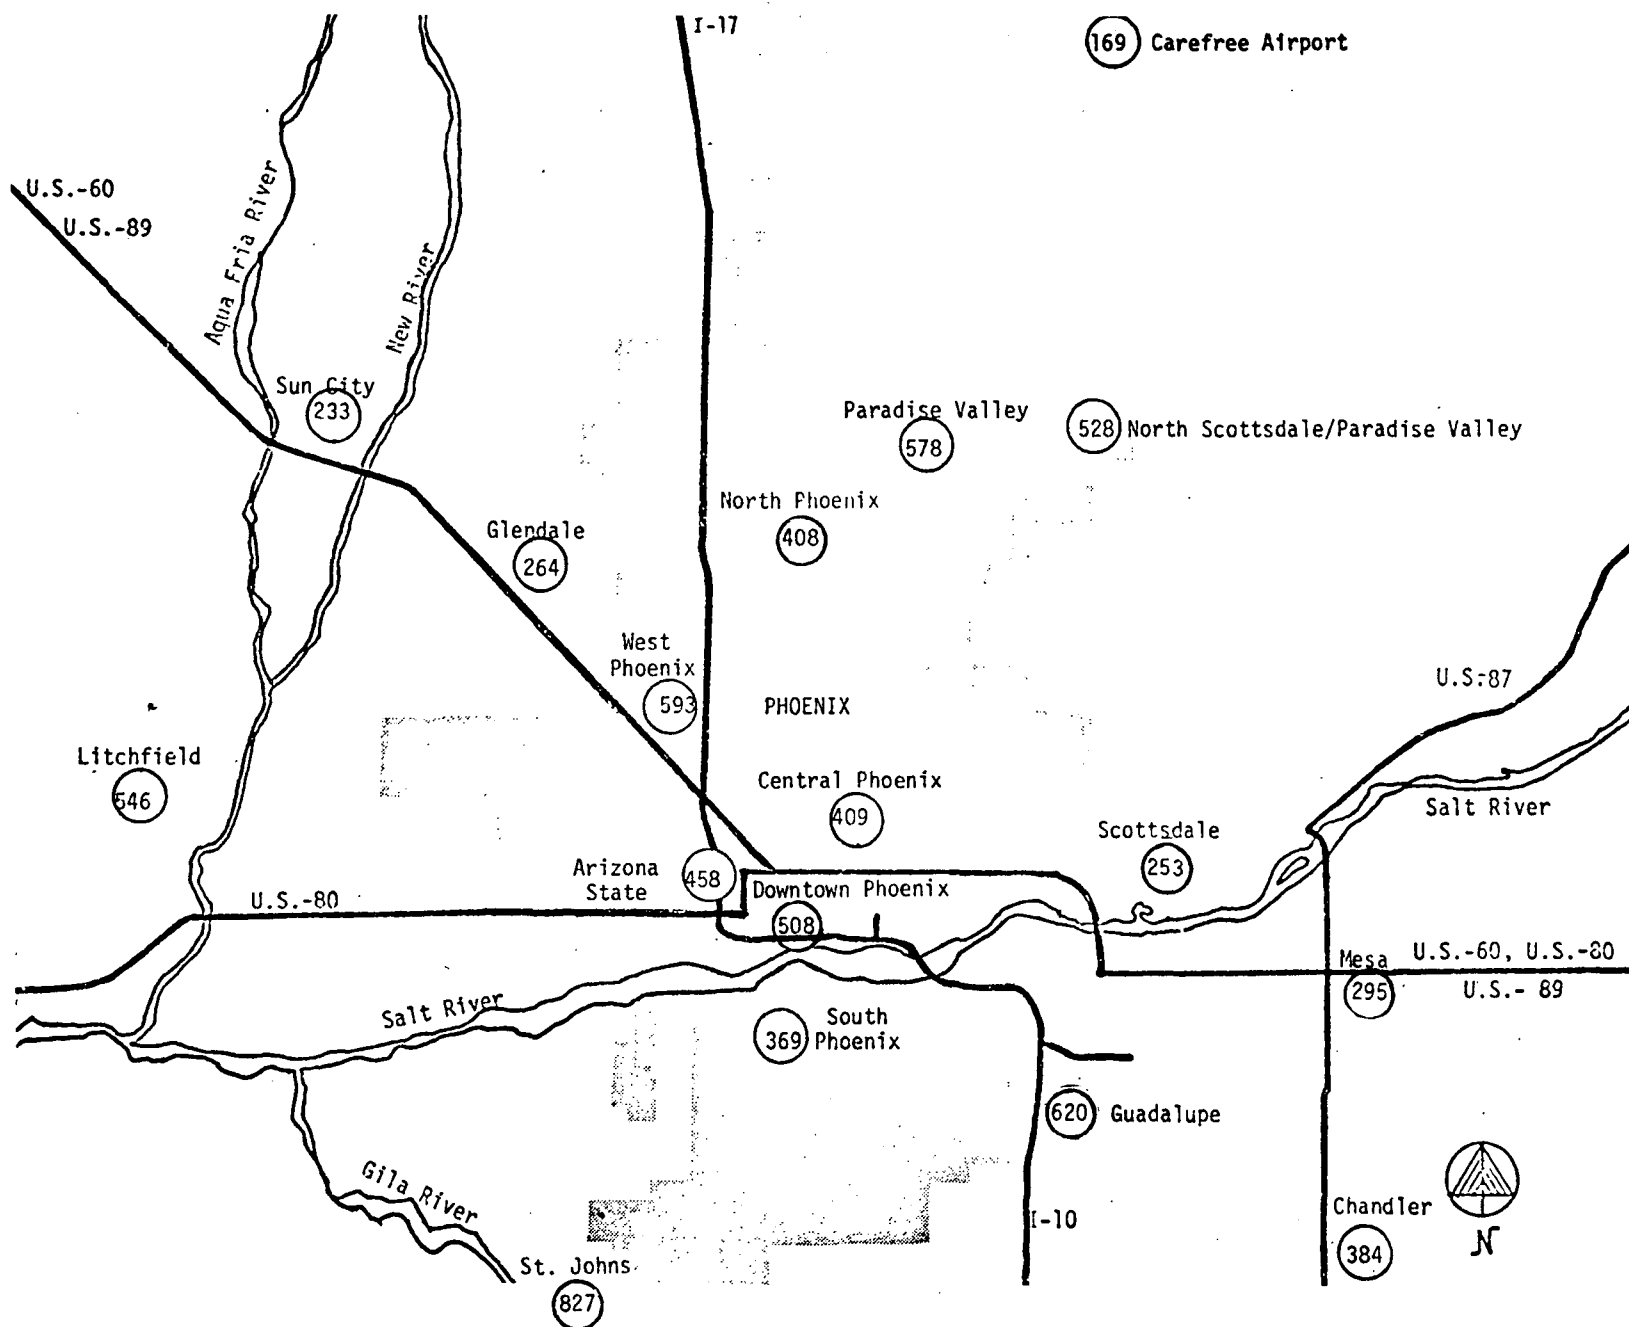 I-17
169 Carefree Airport
U.S.-60
U.S.-89
Aqua Fria River
New River
Sun City
233
Paradise Valley
578
528 North Scottsdale/Paradise Valley
North Phoenix
408
Glendale
264
West
Phoenix
593
PHOENIX
U.S.-87
Litchfield
546
Central Phoenix
409
Salt River
Scottsdale
253
Arizona
State
458
Downtown Phoenix
508
U.S.-80
Mesa
295
U.S.-60, U.S.-80
U.S.- 89
Salt River
369
South
Phoenix
620 Guadalupe
Gila River
I-10
Chandler
384
N
St. Johns
827